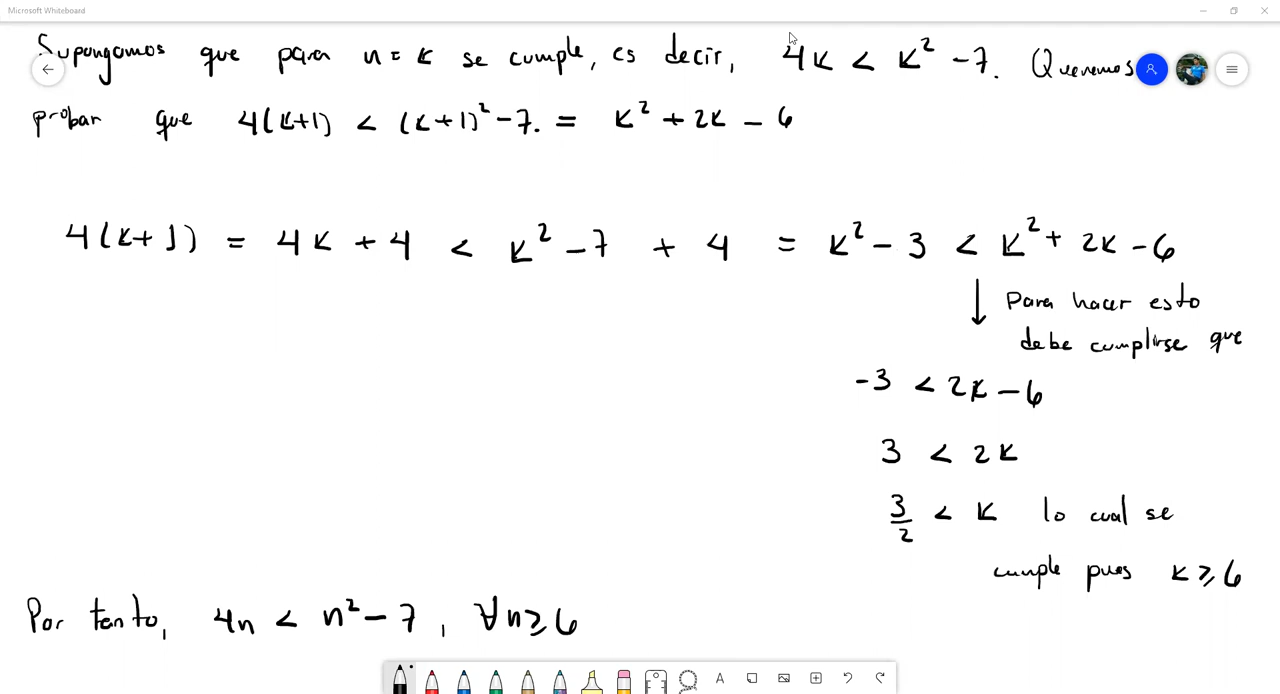 Microsoft Whiteboard
Supongamos que para n = k se cumple, es decir, 4k < k² - 7. Queremos
probar que 4(k+1) < (k+1)² - 7. = k² + 2k - 6
4(k+1) = 4k + 4 < k² - 7 + 4 = k² - 3 < k² + 2k - 6
↓ Para hacer esto
debe cumplirse que
-3 < 2k - 6
3 < 2k
3/2 < k lo cual se
cumple pues k ≥ 6
Por tanto, 4n < n² - 7, ∀n ≥ 6